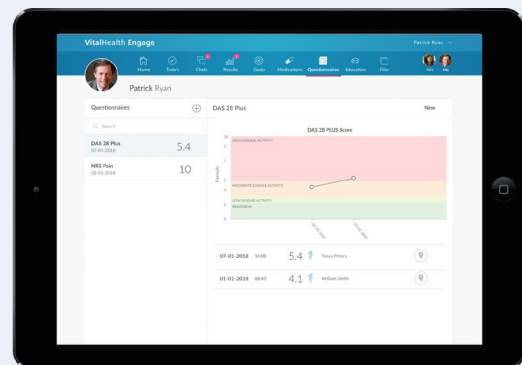 VitalHealth Engage
Patrick Ryan
Home
Today's
Chats
Results
Goals
Medications
Questionnaires
Education
Files
Me
Patrick Ryan
Questionnaires
DAS 28 Plus
New
Search
DAS 28 Plus
07-01-2018
5.4
NRS Pain
02-01-2018
10
DAS 28 PLUS Score
10
HIGH DISEASE ACTIVITY
Formula
MODERATE DISEASE ACTIVITY
LOW DISEASE ACTIVITY
REMISSION
07-01-2018
14:00
5.4
Tanya Peters
01-01-2018
08:45
4.1
William Smith